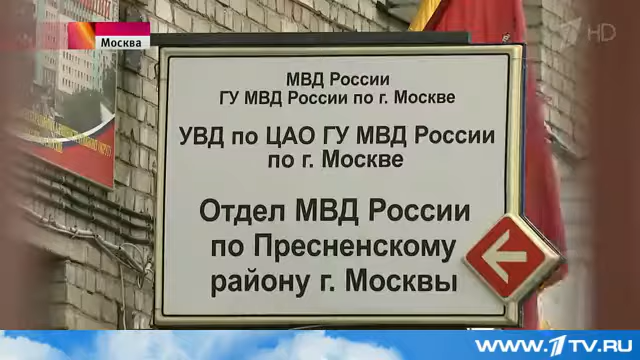 Москва
1 HD
МВД России
ГУ МВД России по г. Москве
УВД по ЦАО ГУ МВД России
по г. Москве
Отдел МВД России
по Пресненскому
району г. Москвы
WWW.1TV.RU